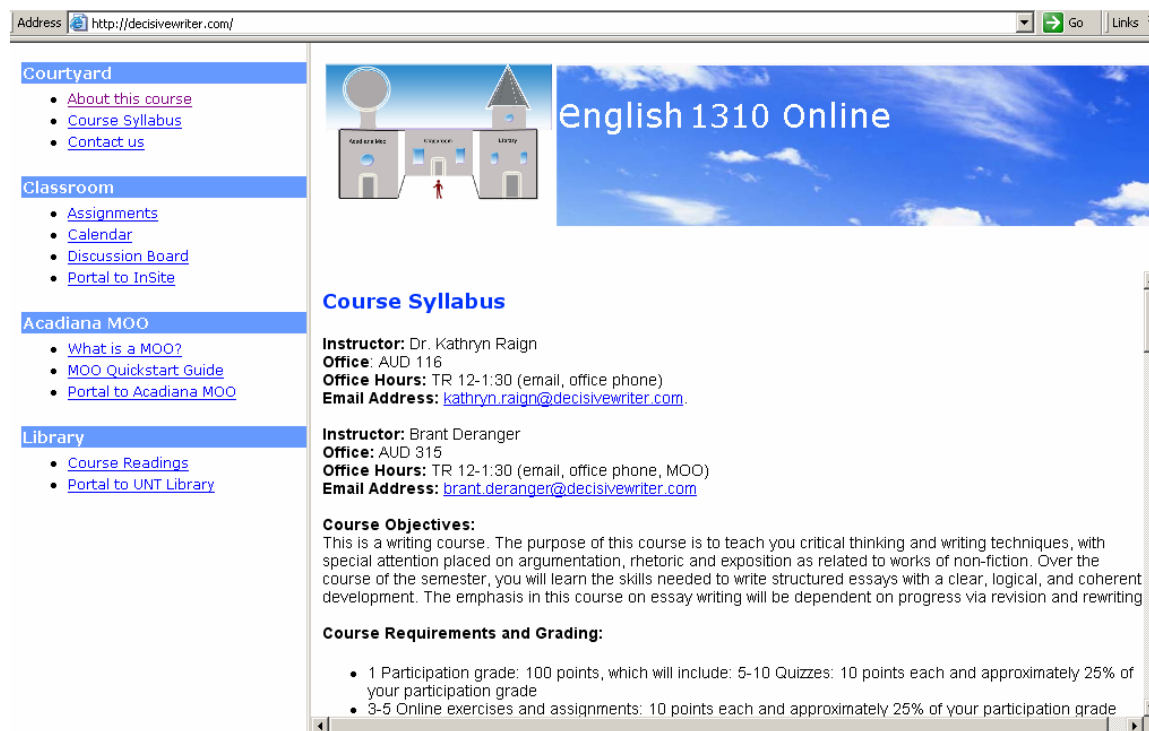 Address http://decisivewriter.com/ Go Links
Courtyard
About this course
Course Syllabus
Contact us
Classroom
Assignments
Calendar
Discussion Board
Portal to InSite
Acadiana MOO
What is a MOO?
MOO Quickstart Guide
Portal to Acadiana MOO
Library
Course Readings
Portal to UNT Library
Acadiana Moo Classroom Library
English 1310 Online
Course Syllabus
Instructor: Dr. Kathryn Raign
Office: AUD 116
Office Hours: TR 12-1:30 (email, office phone)
Email Address: kathryn.raign@decisivewriter.com.
Instructor: Brant Deranger
Office: AUD 315
Office Hours: TR 12-1:30 (email, office phone, MOO)
Email Address: brant.deranger@decisivewriter.com
Course Objectives:
This is a writing course. The purpose of this course is to teach you critical thinking and writing techniques, with
special attention placed on argumentation, rhetoric and exposition as related to works of non-fiction. Over the
course of the semester, you will learn the skills needed to write structured essays with a clear, logical, and coherent
development. The emphasis in this course on essay writing will be dependent on progress via revision and rewriting
Course Requirements and Grading:
1 Participation grade: 100 points, which will include: 5-10 Quizzes: 10 points each and approximately 25% of
your participation grade
3-5 Online exercises and assignments: 10 points each and approximately 25% of your participation grade